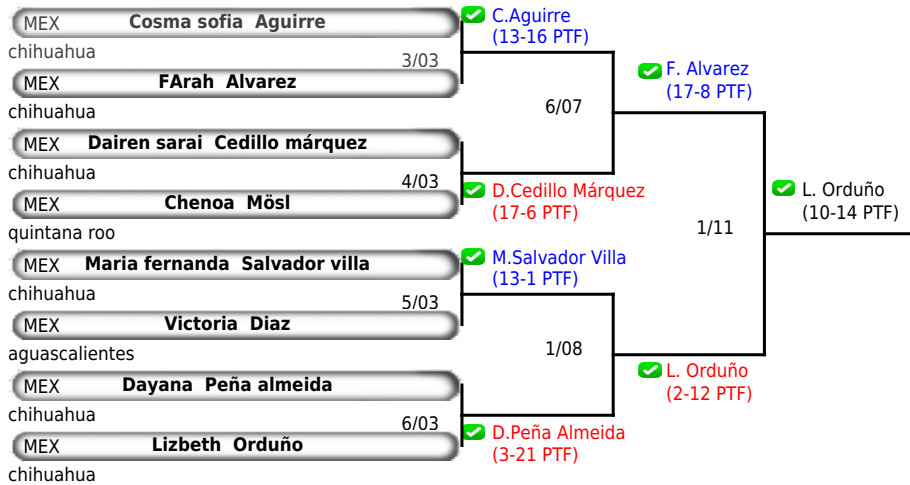 MEX Cosma sofia Aguirre
chihuahua
3/03
MEX FArah Alvarez
chihuahua
MEX Dairen sarai Cedillo márquez
chihuahua
4/03
MEX Chenoa Mösl
quintana roo
MEX Maria fernanda Salvador villa
chihuahua
5/03
MEX Victoria Diaz
aguascalientes
MEX Dayana Peña almeida
chihuahua
6/03
MEX Lizbeth Orduño
chihuahua
C.Aguirre
(13-16 PTF)
6/07
D.Cedillo Márquez
(17-6 PTF)
M.Salvador Villa
(13-1 PTF)
1/08
D.Peña Almeida
(3-21 PTF)
F. Alvarez
(17-8 PTF)
1/11
L. Orduño
(2-12 PTF)
L. Orduño
(10-14 PTF)